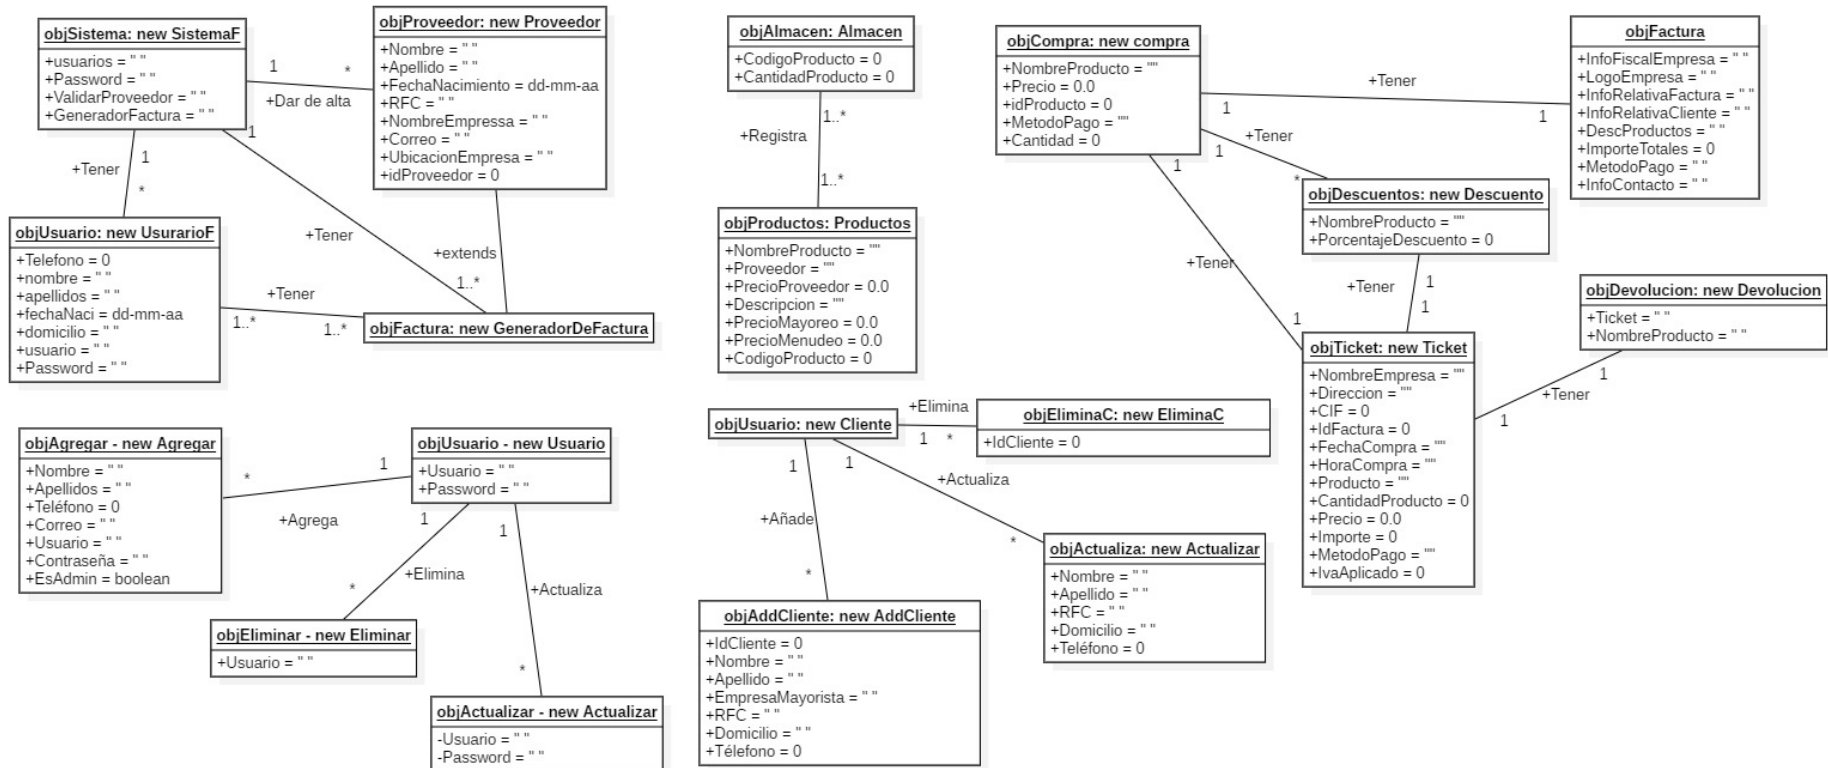 objSistema: new SistemaF
+usuarios = " "
+Password = " "
+ValidarProveedor = " "
+GeneradorFactura = " "
1
*
+Dar de alta
objProveedor: new Proveedor
+Nombre = " "
+Apellido = " "
+FechaNacimiento = dd-mm-aa
+RFC = " "
+NombreEmpressa = " "
+Correo = " "
+UbicacionEmpresa = " "
+idProveedor = 0
+Tener
1
*
1
+Tener
1..*
+extends
objUsuario: new UsurarioF
+Telefono = 0
+nombre = " "
+apellidos = " "
+fechaNaci = dd-mm-aa
+domicilio = " "
+usuario = " "
+Password = " "
+Tener
1..*
1..*
objFactura: new GeneradorDeFactura
objAlmacen: Almacen
+CodigoProducto = 0
+CantidadProducto = 0
1..*
+Registra
1..*
objProductos: Productos
+NombreProducto = ""
+Proveedor = ""
+PrecioProveedor = 0.0
+Descripcion = ""
+PrecioMayoreo = 0.0
+PrecioMenudeo = 0.0
+CodigoProducto = 0
objCompra: new compra
+NombreProducto = ""
+Precio = 0.0
+idProducto = 0
+MetodoPago = ""
+Cantidad = 0
+Tener
1
1
objFactura
+InfoFiscalEmpresa = " "
+LogoEmpresa = " "
+InfoRelativaFactura = " "
+InfoRelativaCliente = " "
+DescProductos = " "
+ImporteTotales = 0
+MetodoPago = " "
+InfoContacto = " "
+Tener
1
*
1
+Tener
1
objDescuentos: new Descuento
+NombreProducto = ""
+PorcentajeDescuento = 0
+Tener
1
1
objDevolucion: new Devolucion
+Ticket = " "
+NombreProducto = " "
1
+Tener
1
objTicket: new Ticket
+NombreEmpresa = ""
+Direccion = ""
+CIF = 0
+IdFactura = 0
+FechaCompra = ""
+HoraCompra = ""
+Producto = ""
+CantidadProducto = 0
+Precio = 0.0
+Importe = 0
+MetodoPago = ""
+IvaAplicado = 0
objAgregar - new Agregar
+Nombre = " "
+Apellidos = " "
+Teléfono = 0
+Correo = " "
+Usuario = " "
+Contraseña = " "
+EsAdmin = boolean
*
1
+Agrega
objUsuario - new Usuario
+Usuario = " "
+Password = " "
1
+Elimina
*
1
+Actualiza
*
objEliminar - new Eliminar
+Usuario = " "
objActualizar - new Actualizar
-Usuario = " "
-Password = " "
objUsuario: new Cliente
+Elimina
1
*
objEliminaC: new EliminaC
+IdCliente = 0
1
+Añade
*
1
+Actualiza
*
objActualiza: new Actualizar
+Nombre = " "
+Apellido = " "
+RFC = " "
+Domicilio = " "
+Teléfono = 0
objAddCliente: new AddCliente
+IdCliente = 0
+Nombre = " "
+Apellido = " "
+EmpresaMayorista = " "
+RFC = " "
+Domicilio = " "
+Télefono = 0